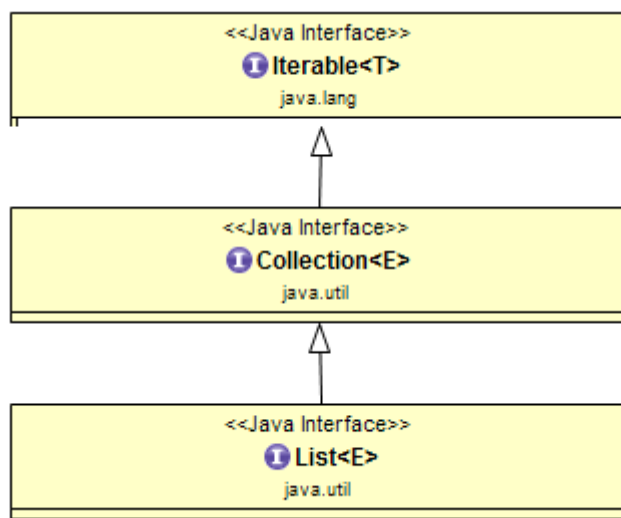 <<Java Interface>>
I Iterable<T>
java.lang
<<Java Interface>>
I Collection<E>
java.util
<<Java Interface>>
I List<E>
java.util